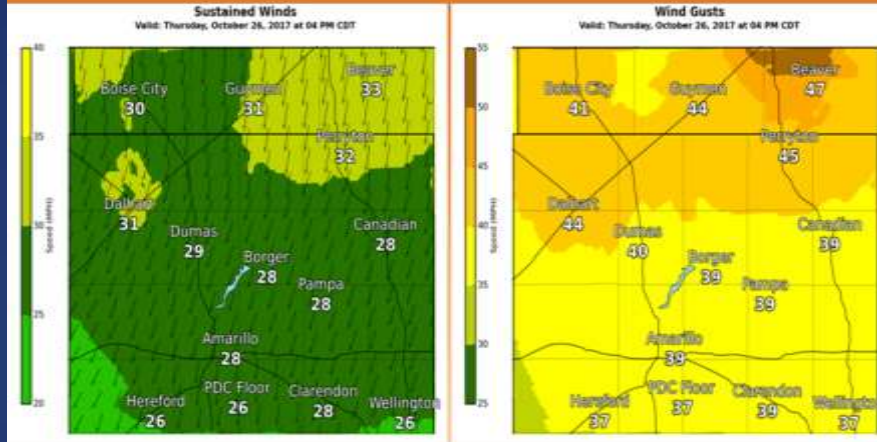 Sustained Winds
Valid: Thursday, October 26, 2017 at 04 PM CDT
40
35
30
25
20
Speed (MPH)
Boise City
30
Guymon
31
Beaver
33
Perryton
32
Dalhart
31
Dumas
29
Canadian
28
Borger
28
Pampa
28
Amarillo
28
Hereford
26
PDC Floor
26
Clarendon
28
Wellington
26
Wind Gusts
Valid: Thursday, October 26, 2017 at 04 PM CDT
55
50
45
40
35
30
25
Speed (MPH)
Boise City
41
Guymon
44
Beaver
47
Perryton
45
Dalhart
44
Dumas
40
Canadian
39
Borger
39
Pampa
39
Amarillo
39
Hereford
37
PDC Floor
37
Clarendon
39
Wellington
37